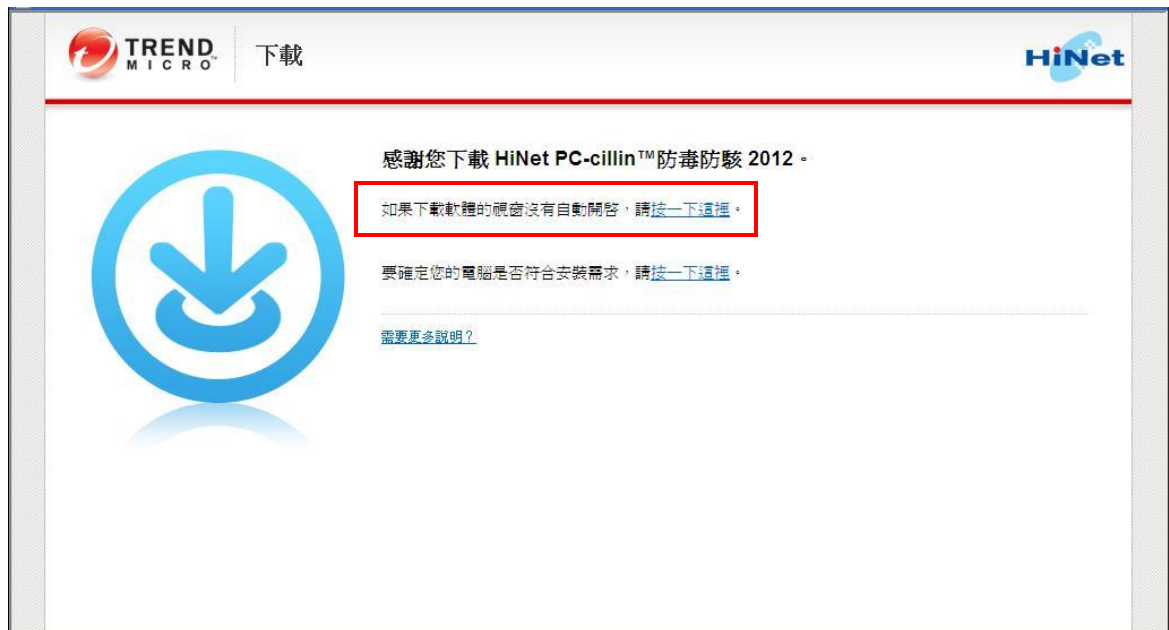 TREND
MICRO™
下載
HiNet
感謝您下載 HiNet PC-cillin™防毒防駭 2012。
如果下載軟體的視窗沒有自動開啓，請按一下這裡。
要確定您的電腦是否符合安裝需求，請按一下這裡。
需要更多說明？